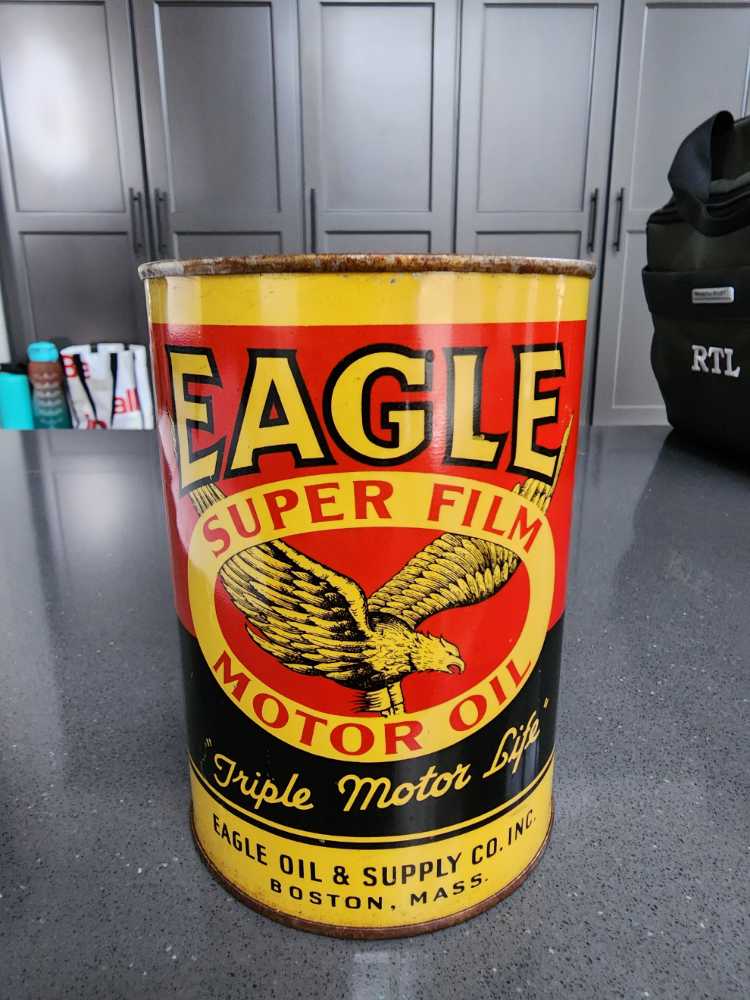 EAGLE
SUPER FILM
MOTOR OIL
"Triple Motor Life"
EAGLE OIL & SUPPLY CO. INC.
BOSTON, MASS.
RTL